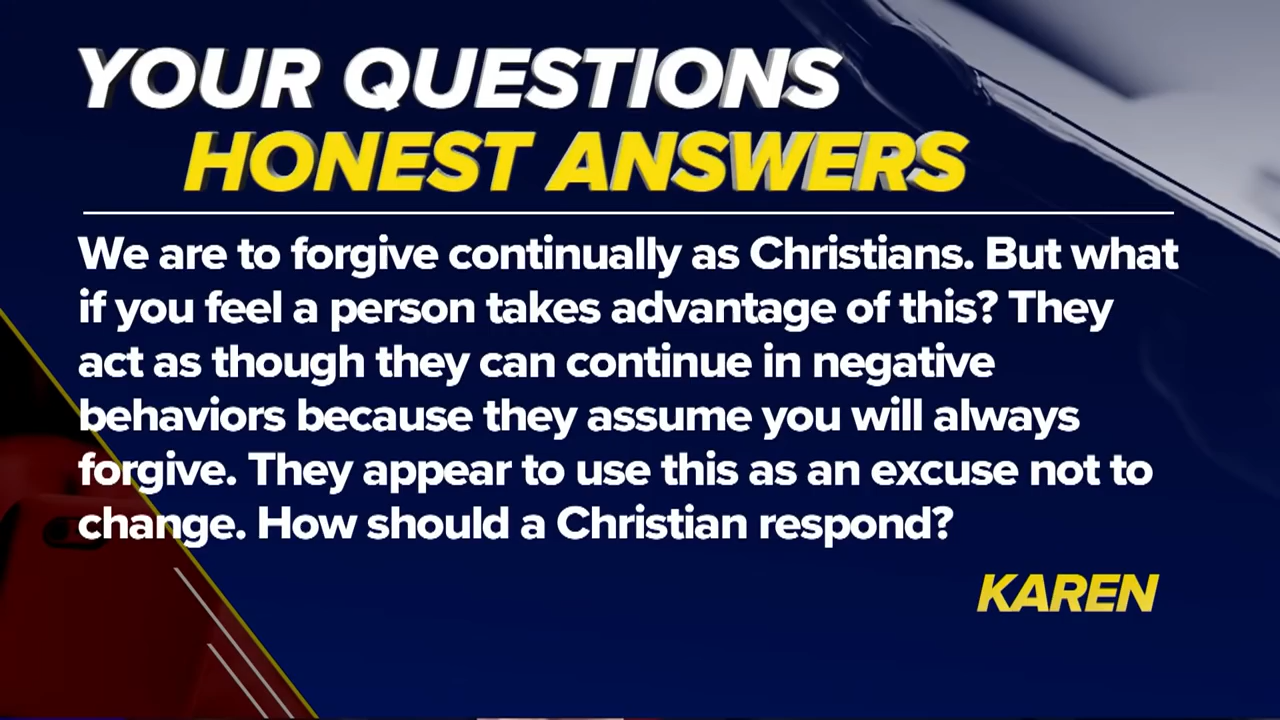 YOUR QUESTIONS
HONEST ANSWERS
We are to forgive continually as Christians. But what
if you feel a person takes advantage of this? They
act as though they can continue in negative
behaviors because they assume you will always
forgive. They appear to use this as an excuse not to
change. How should a Christian respond?
KAREN